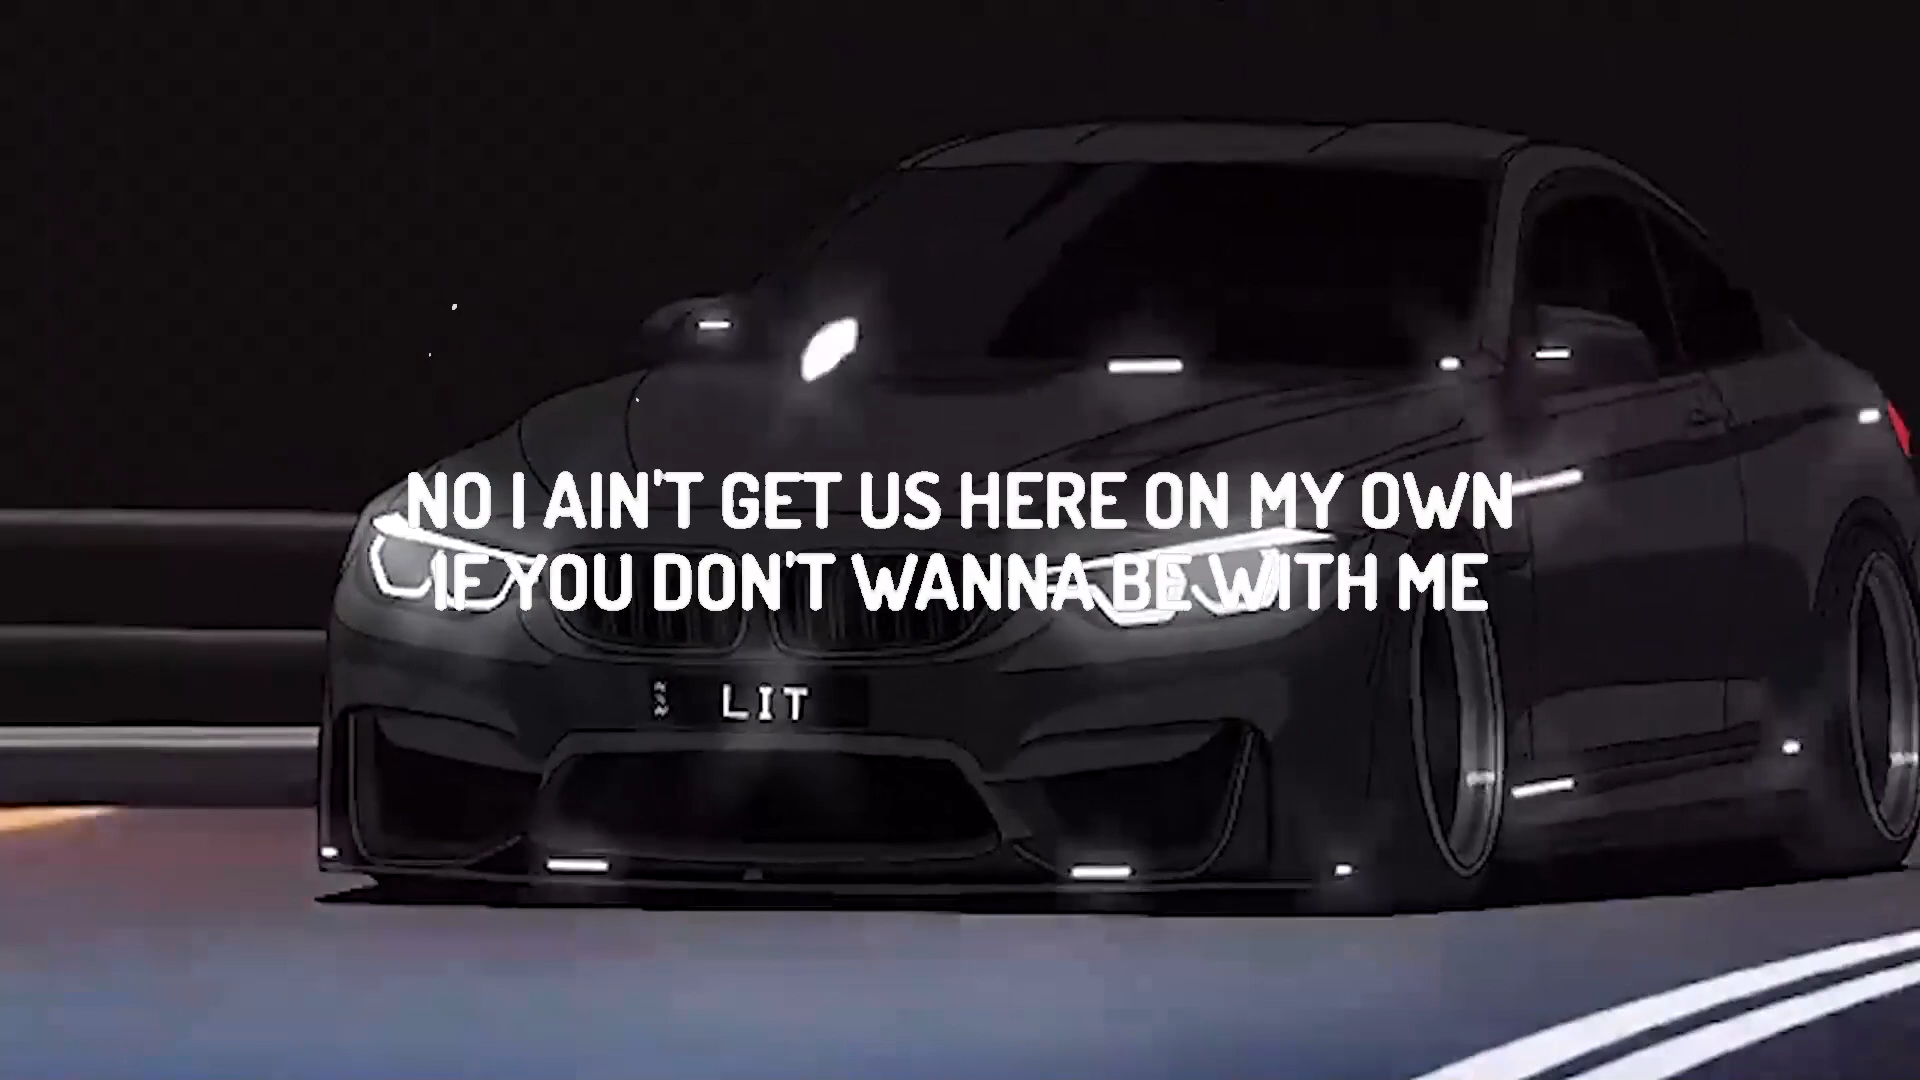 NO I AIN'T GET US HERE ON MY OWN
IF YOU DON'T WANNA BE WITH ME
LIT